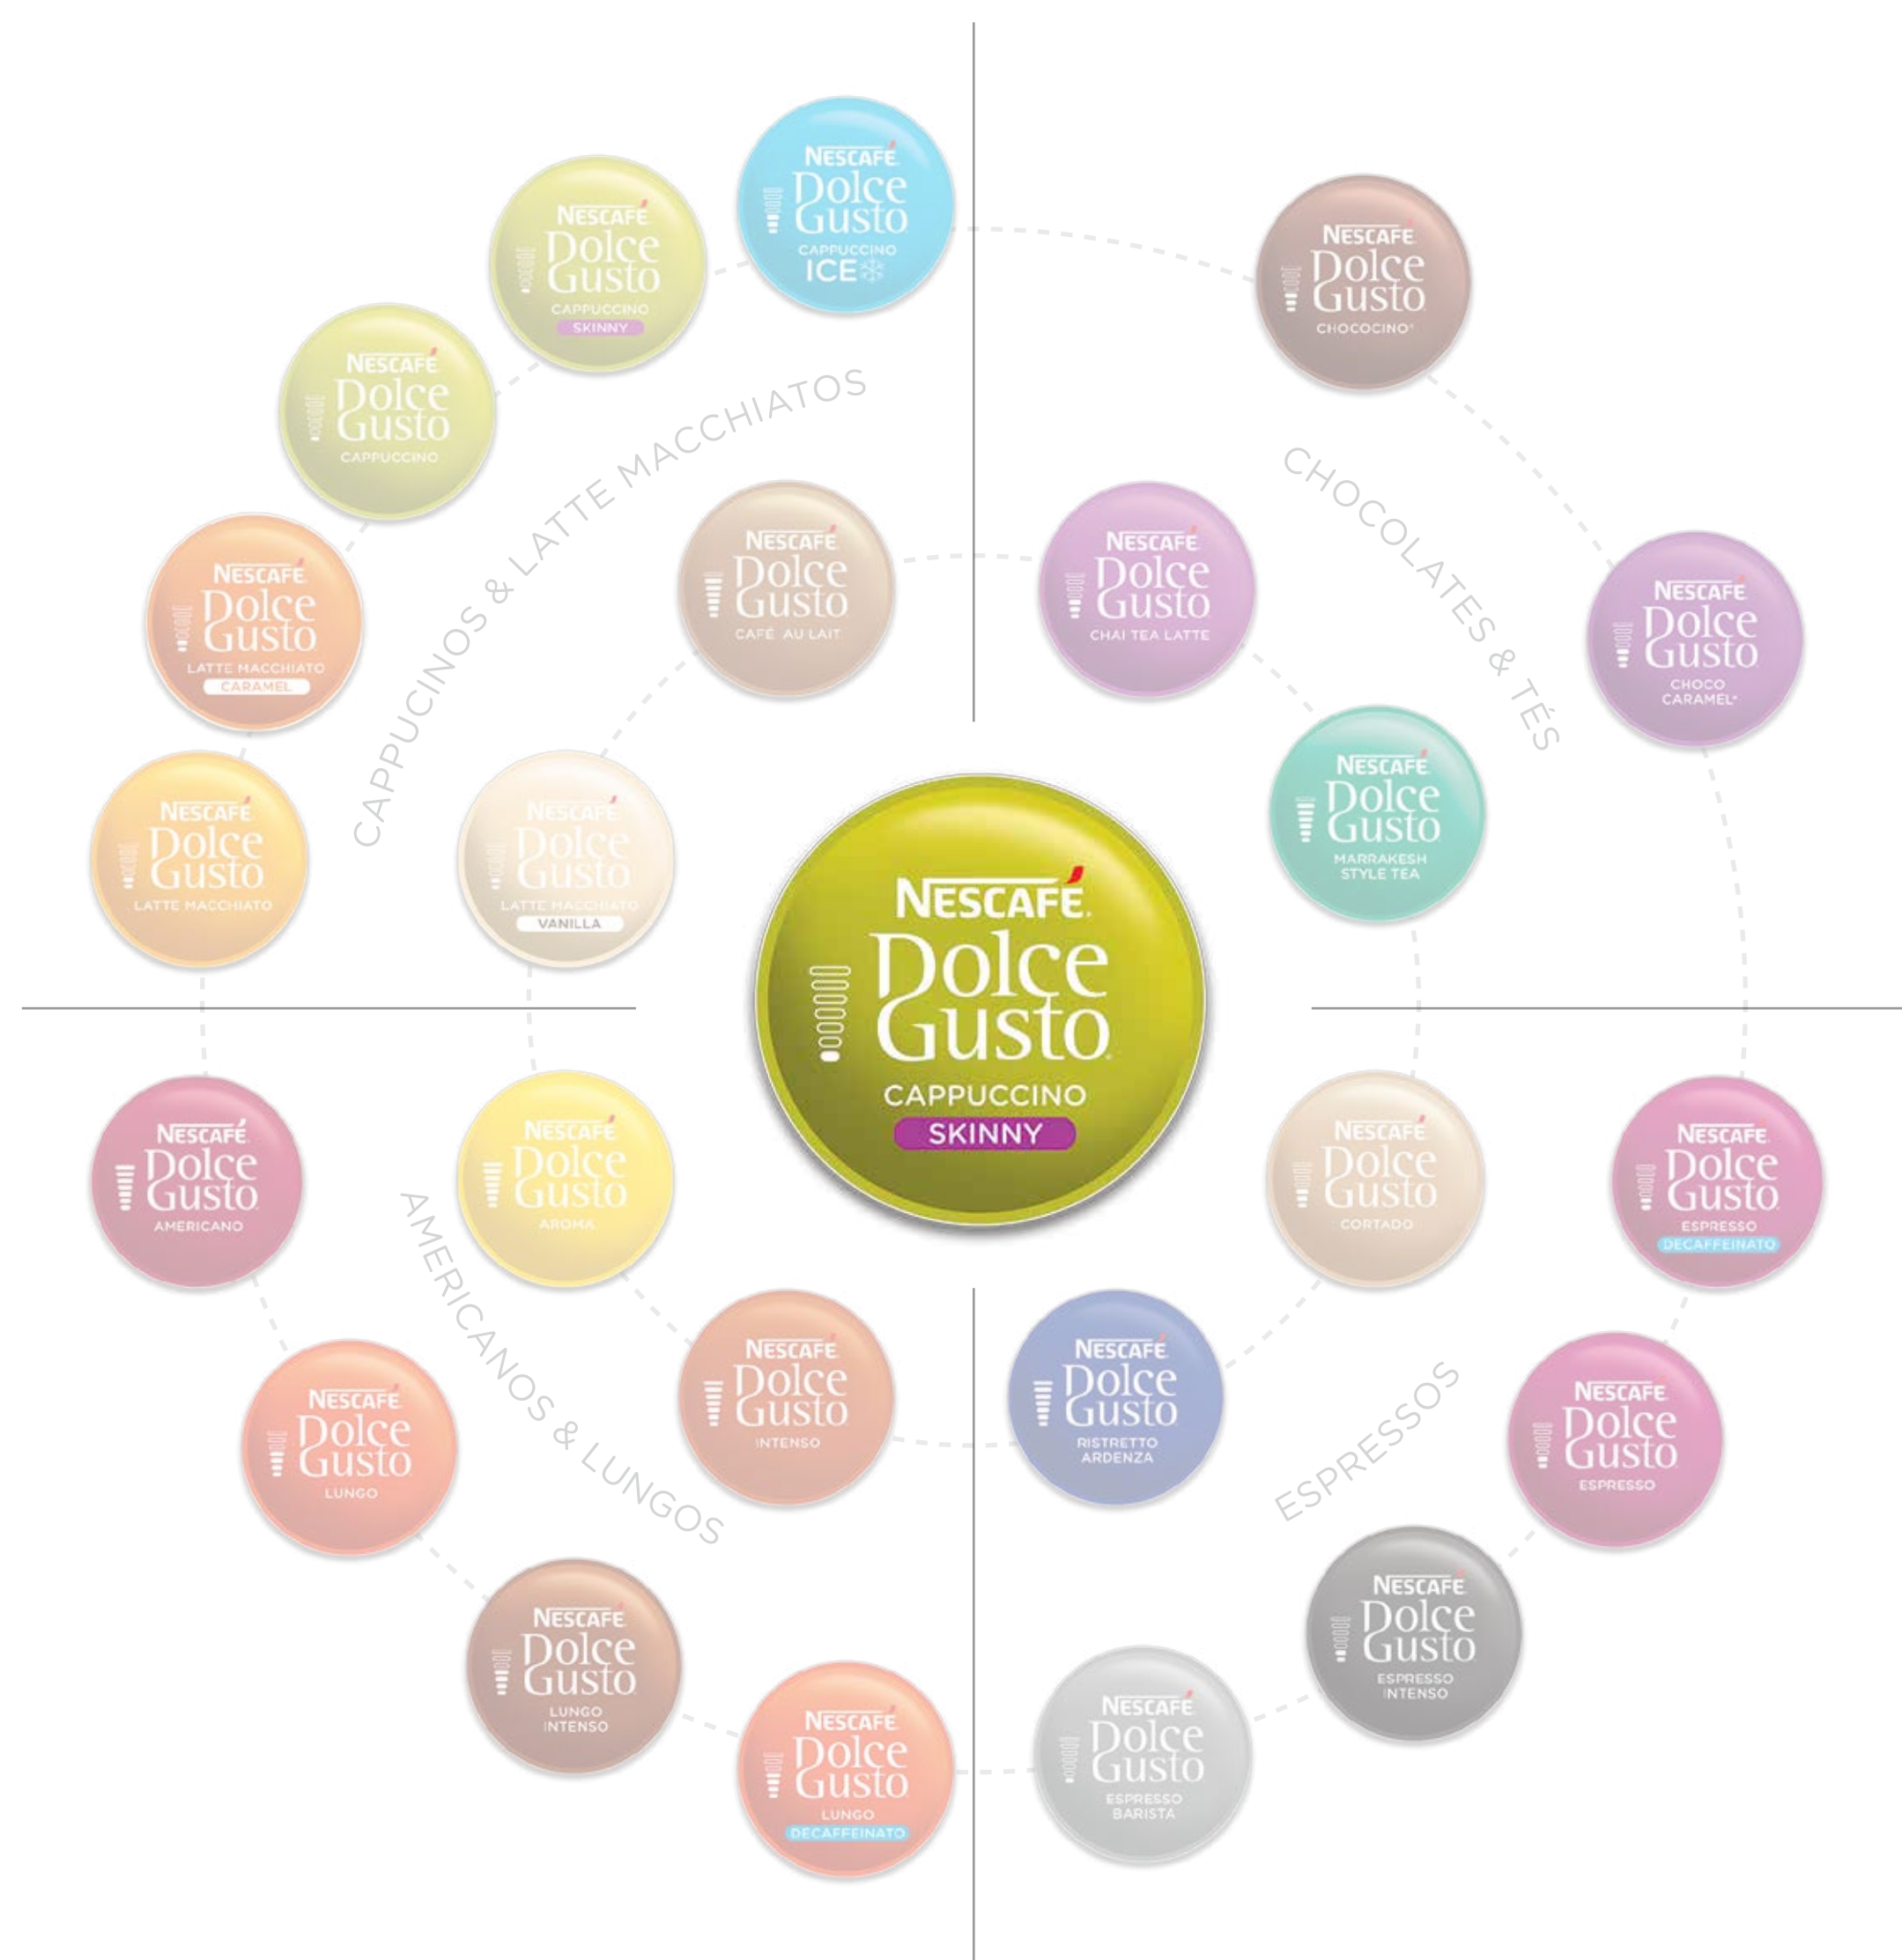 NESCAFÉ
Dolce
Gusto
CAPPUCCINO
ICE
NESCAFÉ
Dolce
Gusto
CAPPUCCINO
SKINNY
NESCAFÉ
Dolce
Gusto
CAPPUCCINO
NESCAFÉ
Dolce
Gusto
LATTE MACCHIATO
CARAMEL
NESCAFÉ
Dolce
Gusto
LATTE MACCHIATO
CAPPUCINOS & LATTE MACCHIATOS
NESCAFÉ
Dolce
Gusto
CAFÉ AU LAIT
NESCAFÉ
Dolce
Gusto
LATTE MACCHIATO
VANILLA
NESCAFÉ
Dolce
Gusto
CHOCOCINO*
NESCAFÉ
Dolce
Gusto
CHOCO
CARAMEL*
CHOCOLATES & TÉS
NESCAFÉ
Dolce
Gusto
CHAI TEA LATTE
NESCAFÉ
Dolce
Gusto
MARRAKESH
STYLE TEA
NESCAFÉ.
Dolce
Gusto
CAPPUCCINO
SKINNY
NESCAFÉ
Dolce
Gusto
AMERICANO
NESCAFÉ
Dolce
Gusto
AROMA
AMERICANOS & LUNGOS
NESCAFÉ
Dolce
Gusto
INTENSO
NESCAFÉ
Dolce
Gusto
LUNGO
NESCAFÉ
Dolce
Gusto
LUNGO
INTENSO
NESCAFÉ
Dolce
Gusto
LUNGO
DECAFFEINATO
NESCAFÉ
Dolce
Gusto
CORTADO
NESCAFÉ
Dolce
Gusto
ESPRESSO
DECAFFEINATO
NESCAFÉ
Dolce
Gusto
RISTRETTO
ARDENZA
ESPRESSOS
NESCAFÉ
Dolce
Gusto
ESPRESSO
NESCAFÉ
Dolce
Gusto
ESPRESSO
INTENSO
NESCAFÉ
Dolce
Gusto
ESPRESSO
BARISTA